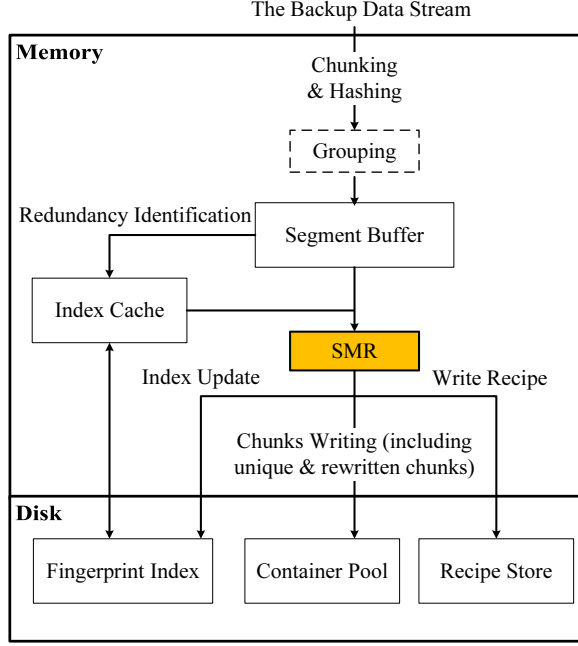 The Backup Data Stream
Memory
Chunking
& Hashing
Grouping
Redundancy Identification
Segment Buffer
Index Cache
SMR
Index Update
Write Recipe
Chunks Writing (including
unique & rewritten chunks)
Disk
Fingerprint Index
Container Pool
Recipe Store